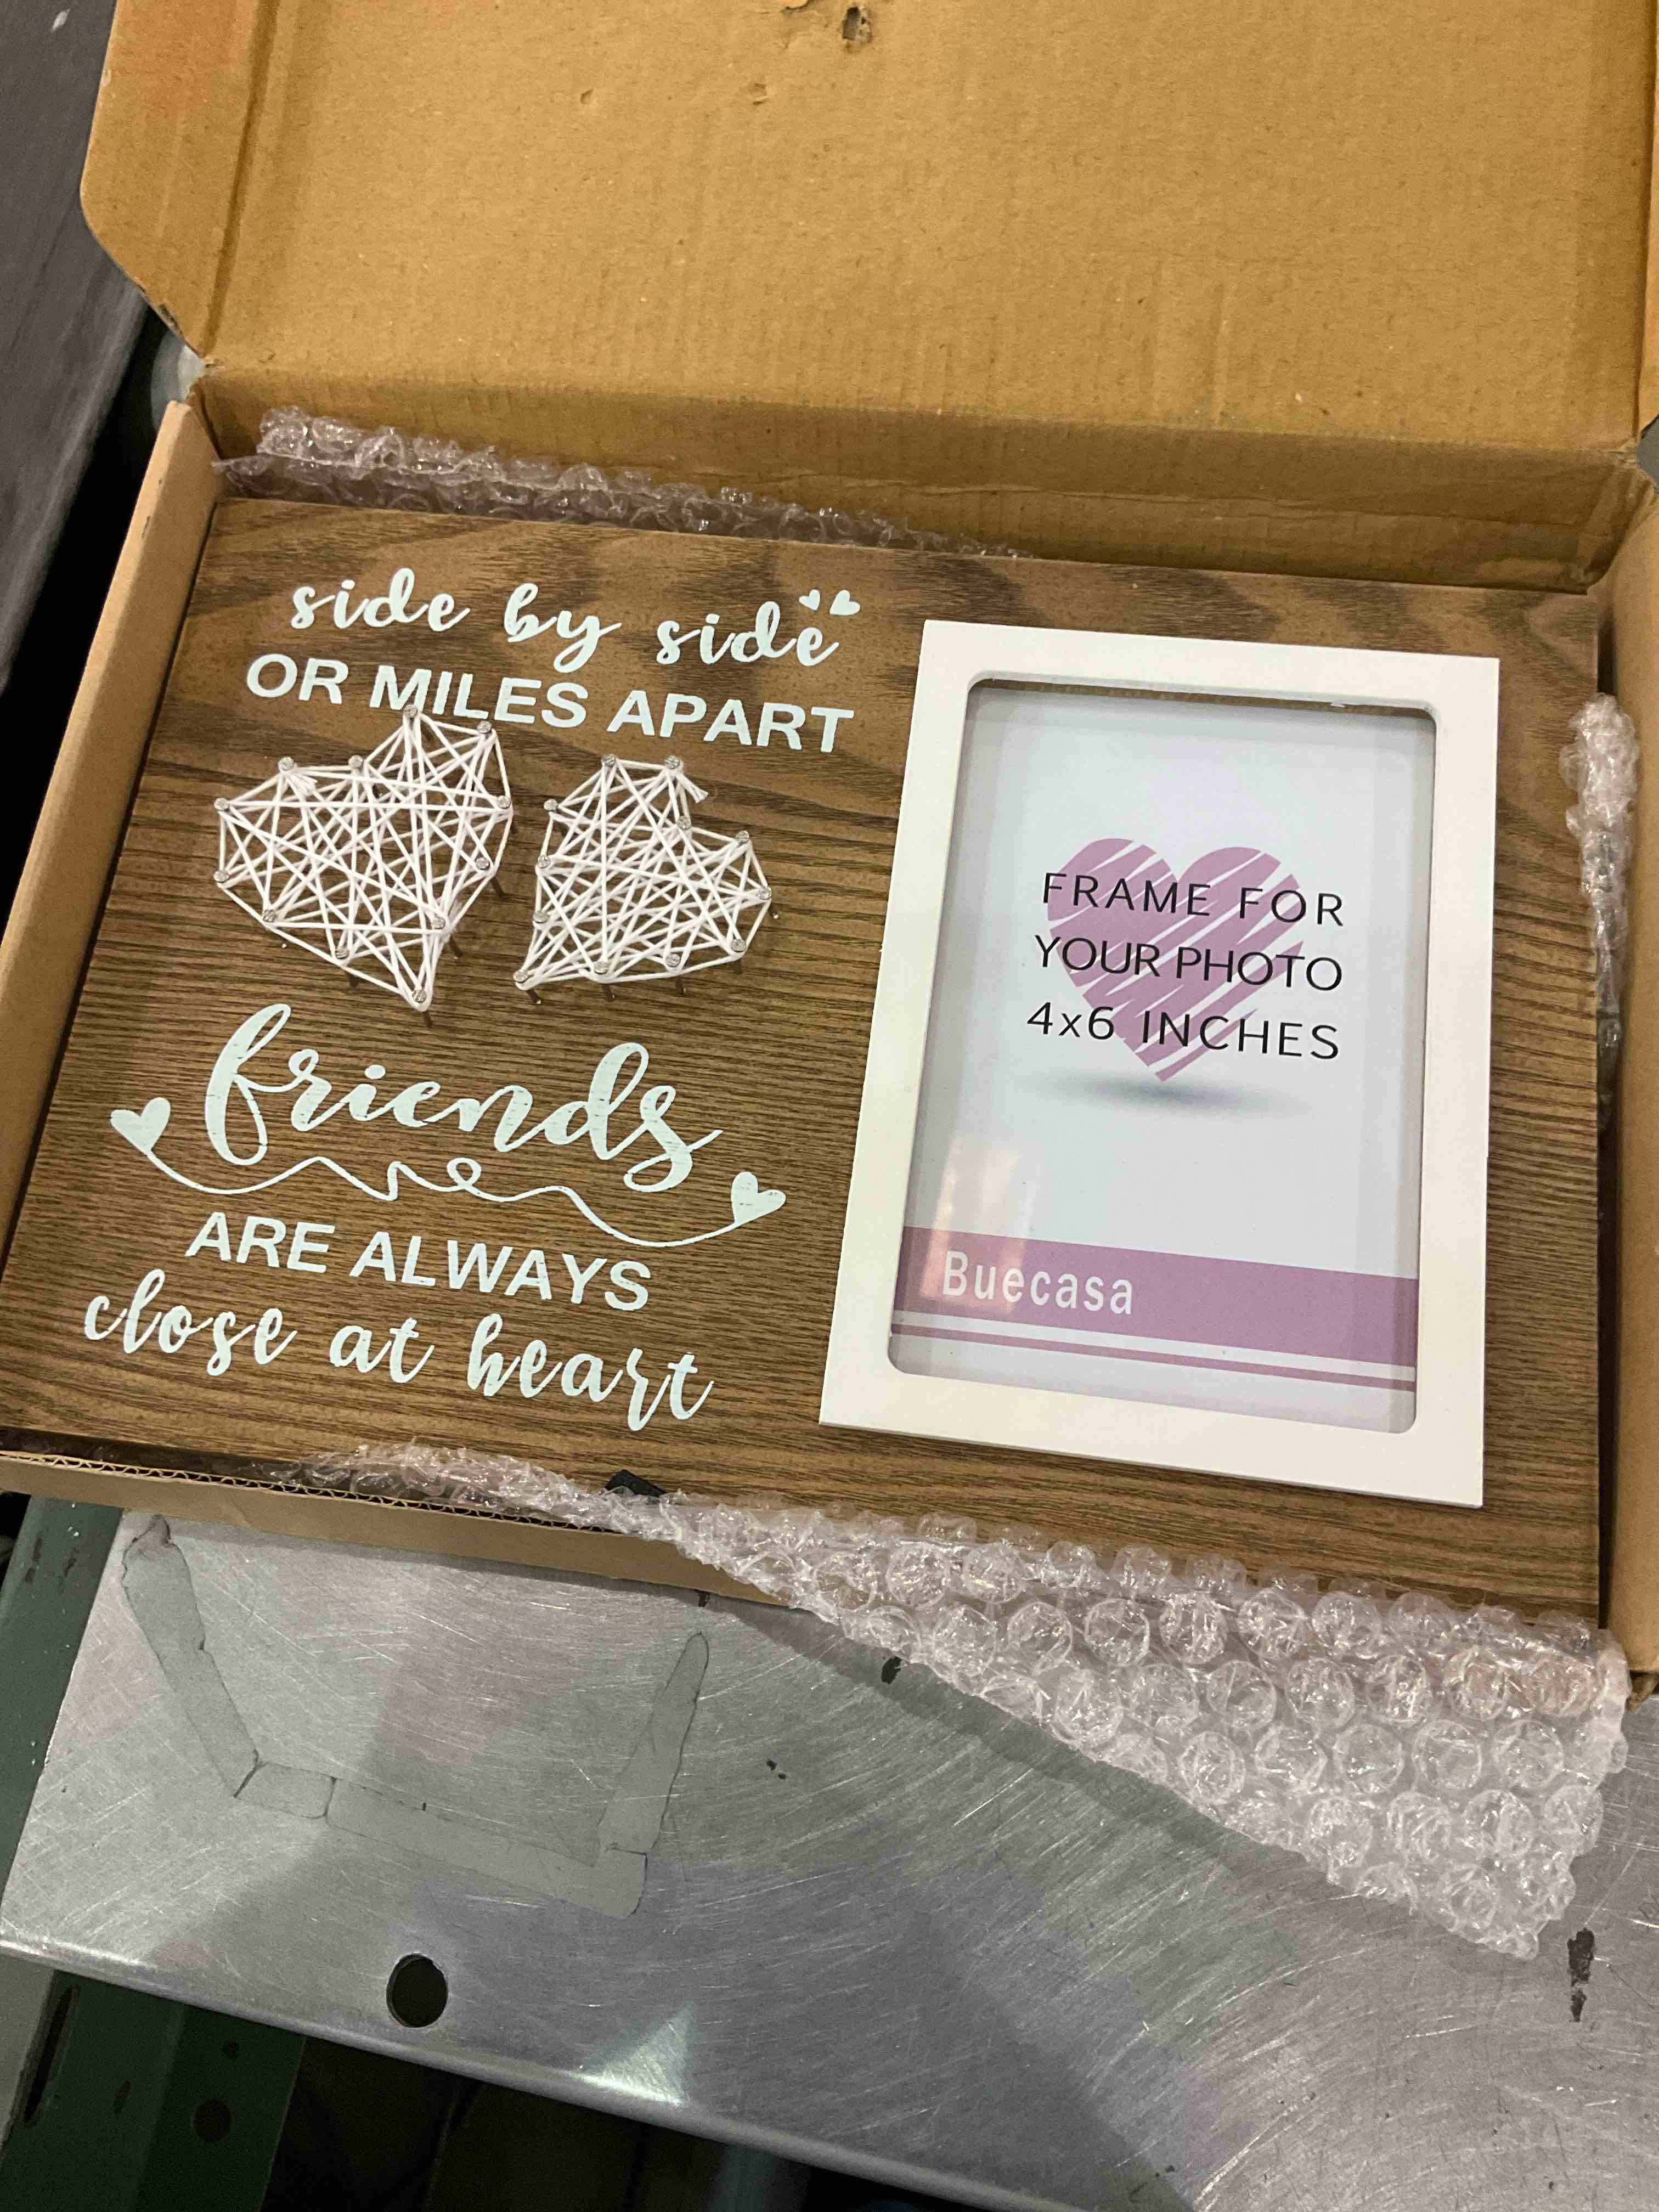 side by side
OR MILES APART
friends
ARE ALWAYS
close at heart
FRAME FOR
YOUR PHOTO
4x6 INCHES
Buecasa